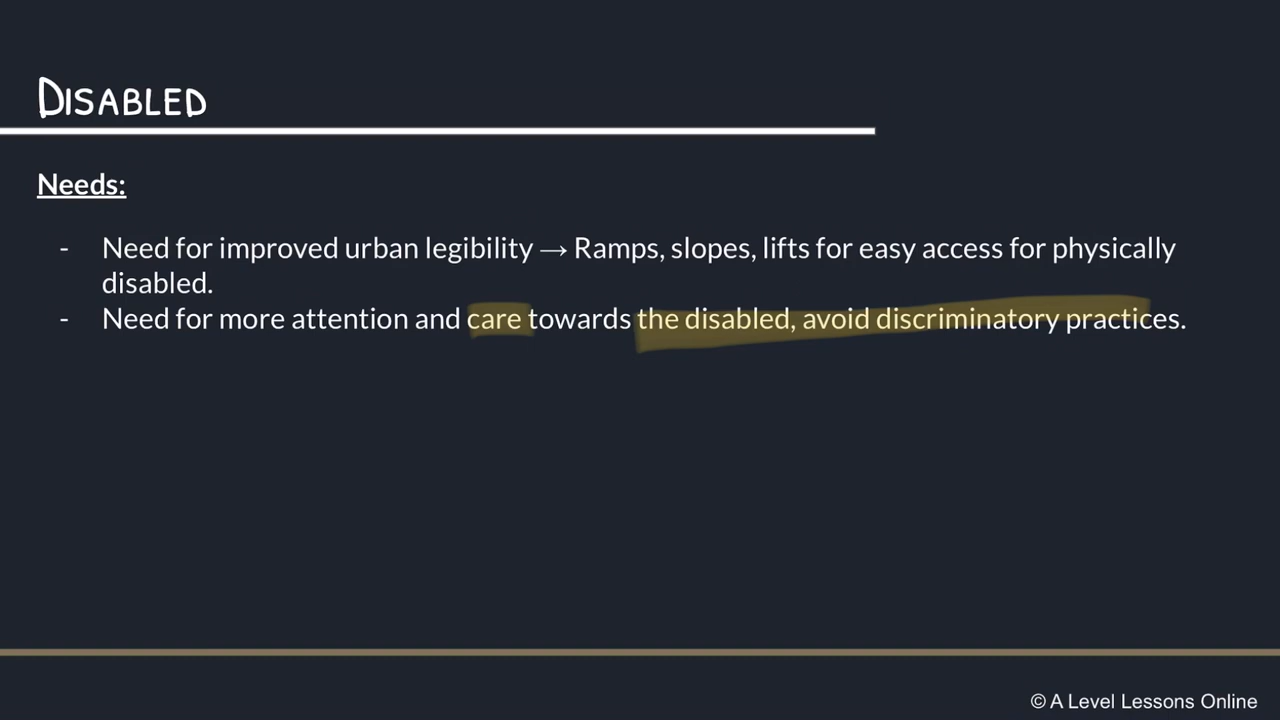 DISABLED
Needs:
- Need for improved urban legibility → Ramps, slopes, lifts for easy access for physically
disabled.
- Need for more attention and care towards the disabled, avoid discriminatory practices.
© A Level Lessons Online